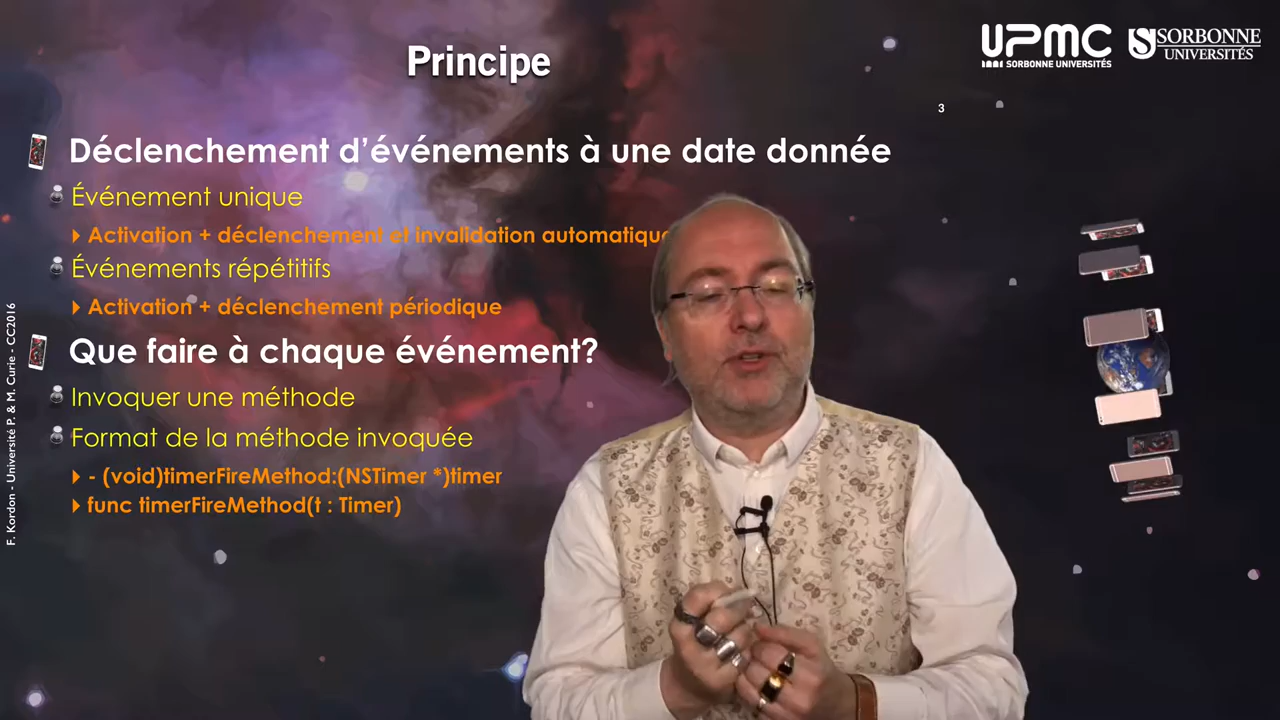 Principe
UPMC
SORBONNE UNIVERSITÉS
SORBONNE
UNIVERSITÉS
3
Déclenchement d'événements à une date donnée
Événement unique
Activation + déclenchement et invalidation automatique
Événements répétitifs
Activation + déclenchement périodique
Que faire à chaque événement?
Invoquer une méthode
Format de la méthode invoquée
- (void)timerFireMethod:(NSTimer *)timer
func timerFireMethod(t : Timer)
F. Kordon - Université P. & M. Curie - CC2016